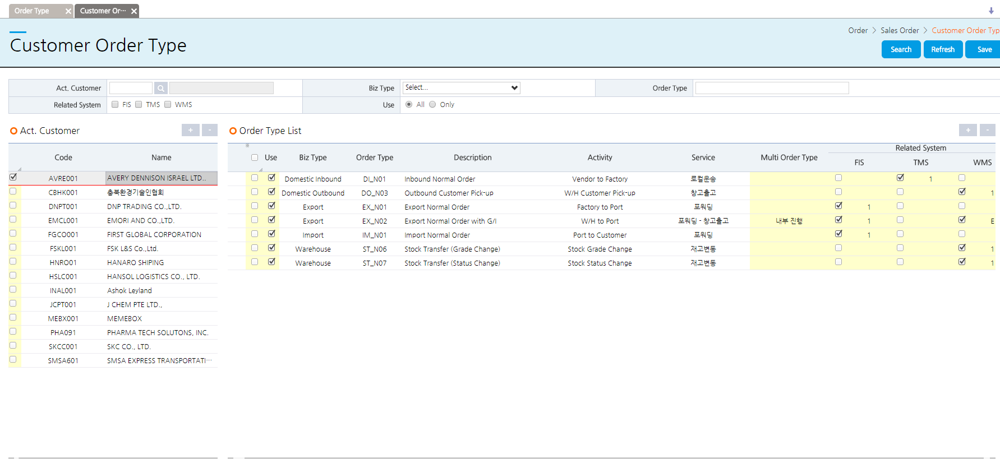 Order Type Customer Or···
Order > Sales Order > Customer Order Typ
Customer Order Type
Search Refresh Save
Act. Customer Biz Type Select... Order Type
Related System FIS TMS WMS Use All Only
Act. Customer + -
Code Name
AVRE001 AVERY DENNISON ISRAEL LTD..
CBHK001 충북환경기술인협회
DNPT001 DNP TRADING CO.,LTD.
EMCL001 EMORI AND CO.,LTD.
FGCO001 FIRST GLOBAL CORPORATION
FSKL001 FSK L&S Co.,Ltd.
HNRO01 HANARO SHIPING
HSLC001 HANSOL LOGISTICS CO., LTD.
INAL001 Ashok Leyland
JCPT001 J CHEM PTE LTD.,
MEBX001 MEMEBOX
PHA091 PHARMA TECH SOLUTONS, INC.
SKCC001 SKC CO., LTD.
SMSA601 SMSA EXPRESS TRANSPORTATI···
Order Type List + -
Use Biz Type Order Type Description Activity Service Multi Order Type Related System
FIS TMS WMS
Domestic Inbound DI_N01 Inbound Normal Order Vendor to Factory 로컬운송 1
Domestic Outbound DO_N03 Outbound Customer Pick-up W/H Customer Pick-up 창고출고 1
Export EX_N01 Export Normal Order Factory to Port 포워딩 1
Export EX_N02 Export Normal Order with G/I W/H to Port 포워딩 - 창고출고 내부 진행 1 E
Import IM_N01 Import Normal Order Port to Customer 포워딩 1
Warehouse ST_N06 Stock Transfer (Grade Change) Stock Grade Change 재고변동 1
Warehouse ST_N07 Stock Transfer (Status Change) Stock Status Change 재고변동 1